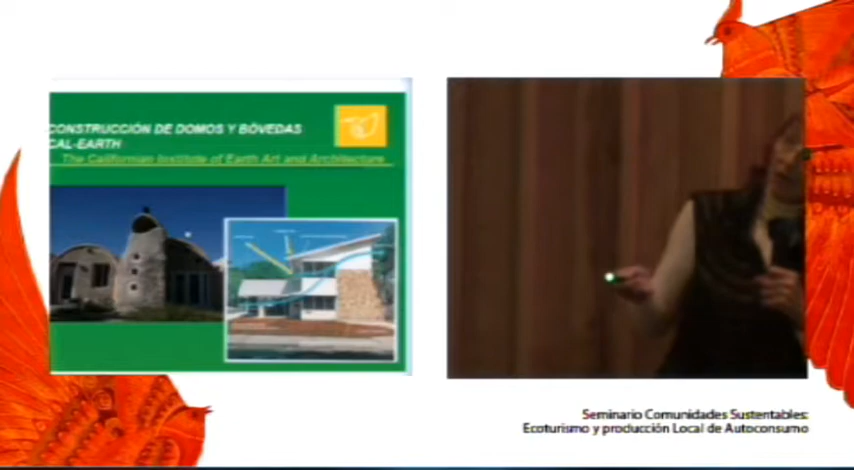 CONSTRUCCIÓN DE DOMOS Y BÓVEDAS
CAL-EARTH
The Californian Institute of Earth Art and Architecture
Seminario Comunidades Sustentables:
Ecoturismo y producción Local de Autoconsumo